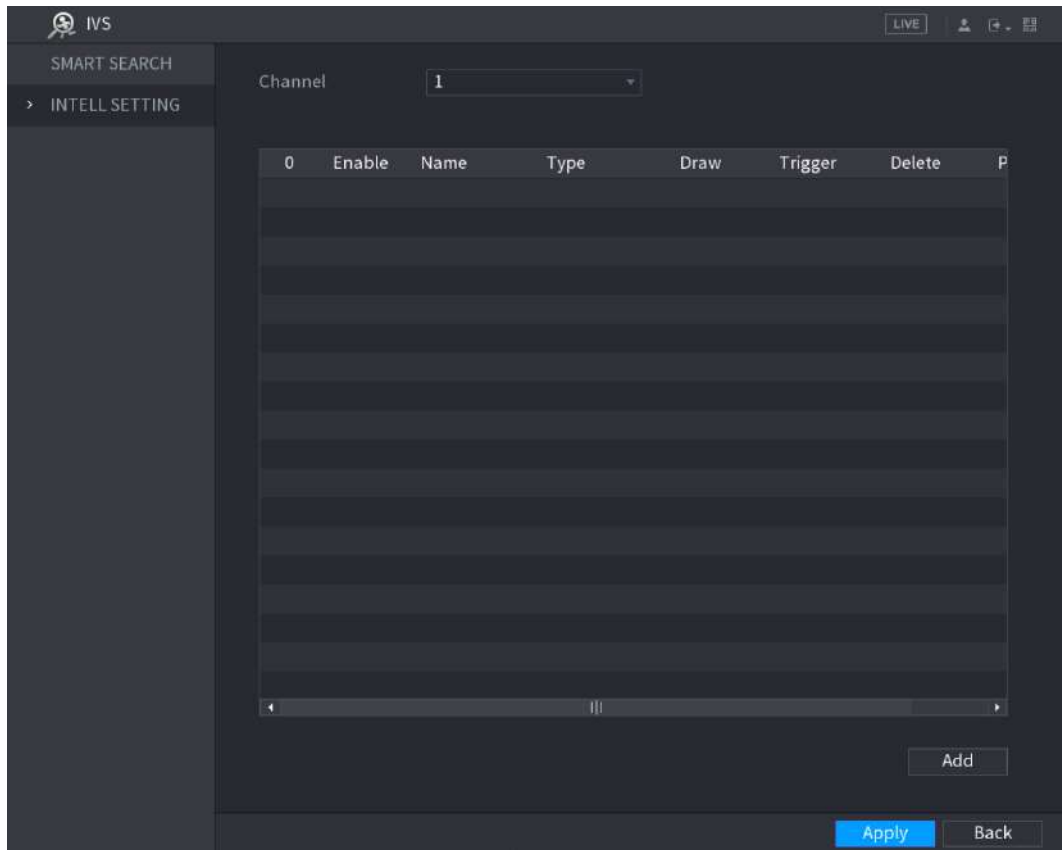 IVS
LIVE
SMART SEARCH
INTELL SETTING
Channel 1
0 Enable Name Type Draw Trigger Delete P
Add
Apply Back